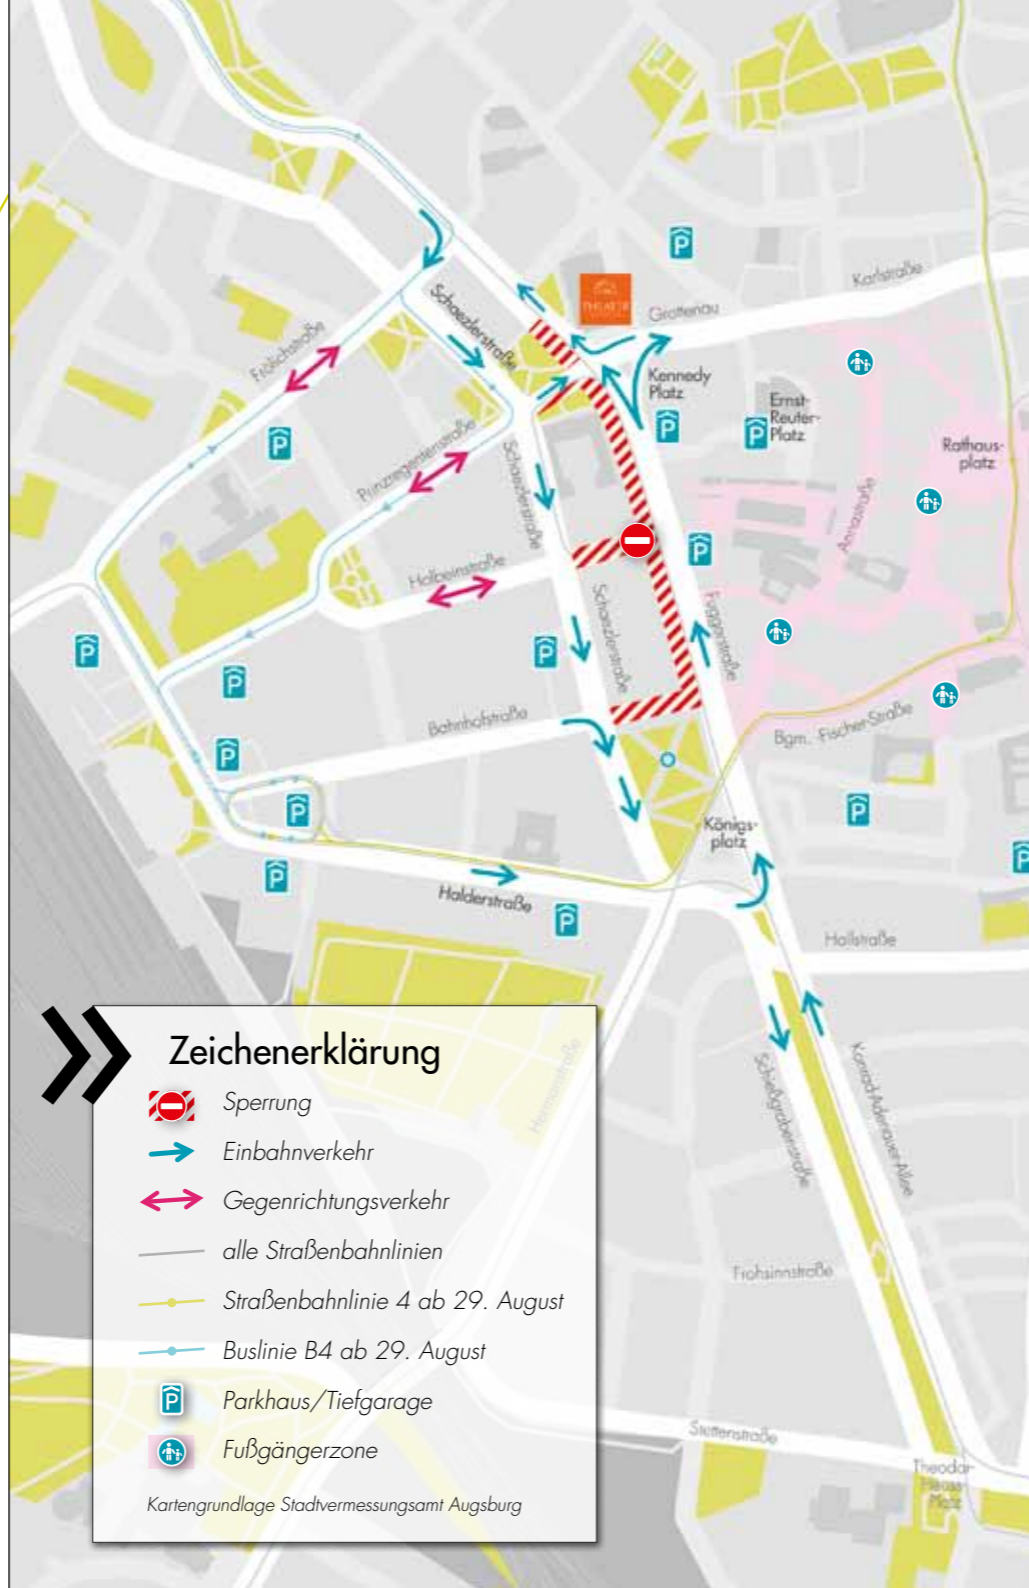 THEATER
Karlstraße
Grottenau
Schaezlerstraße
Frölichstraße
Kennedy
Platz
Ernst-
Reuter-
Platz
Rathaus-
platz
Prinzregentenstraße
Schaezlerstraße
Annastraße
Halbeinstraße
Schaezlerstraße
Fuggerstraße
Bahnhofstraße
Bgm.-Fischer-Straße
Königs-
platz
Halderstraße
Hallstraße
Hermanstraße
Schießgrabenstraße
Konrad-Adenauer-Allee
Frohsinnstraße
Stettenstraße
Theodor-
Heuss-
Platz
Zeichenerklärung
Sperrung
Einbahnverkehr
Gegenrichtungsverkehr
alle Straßenbahnlinien
Straßenbahnlinie 4 ab 29. August
Buslinie B4 ab 29. August
P Parkhaus/Tiefgarage
Fußgängerzone
Kartengrundlage Stadtvermessungsamt Augsburg